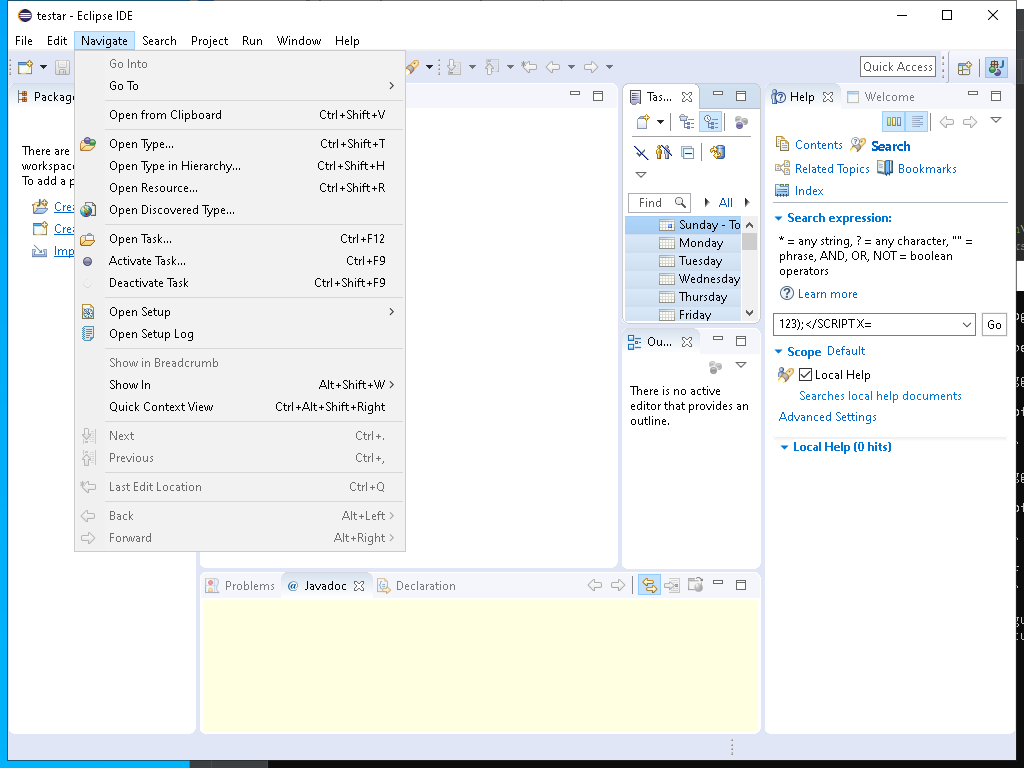 testar - Eclipse IDE
File Edit Navigate Search Project Run Window Help
Quick Access
Package
There are
workspac
To add a p
Crea
Crea
Imp
Go Into
Go To
Open from Clipboard Ctrl+Shift+V
Open Type... Ctrl+Shift+T
Open Type in Hierarchy... Ctrl+Shift+H
Open Resource... Ctrl+Shift+R
Open Discovered Type...
Open Task... Ctrl+F12
Activate Task... Ctrl+F9
Deactivate Task Ctrl+Shift+F9
Open Setup
Open Setup Log
Show in Breadcrumb
Show In Alt+Shift+W
Quick Context View Ctrl+Alt+Shift+Right
Next Ctrl+.
Previous Ctrl+,
Last Edit Location Ctrl+Q
Back Alt+Left
Forward Alt+Right
Tas...
Find All
Sunday - To
Monday
Tuesday
Wednesday
Thursday
Friday
Ou...
There is no active
editor that provides an
outline.
Problems @ Javadoc Declaration
Help Welcome
Contents Search
Related Topics Bookmarks
Index
Search expression:
* = any string, ? = any character, "" =
phrase, AND, OR, NOT = boolean
operators
Learn more
123);</SCRIPTX= Go
Scope Default
Local Help
Searches local help documents
Advanced Settings
Local Help (0 hits)